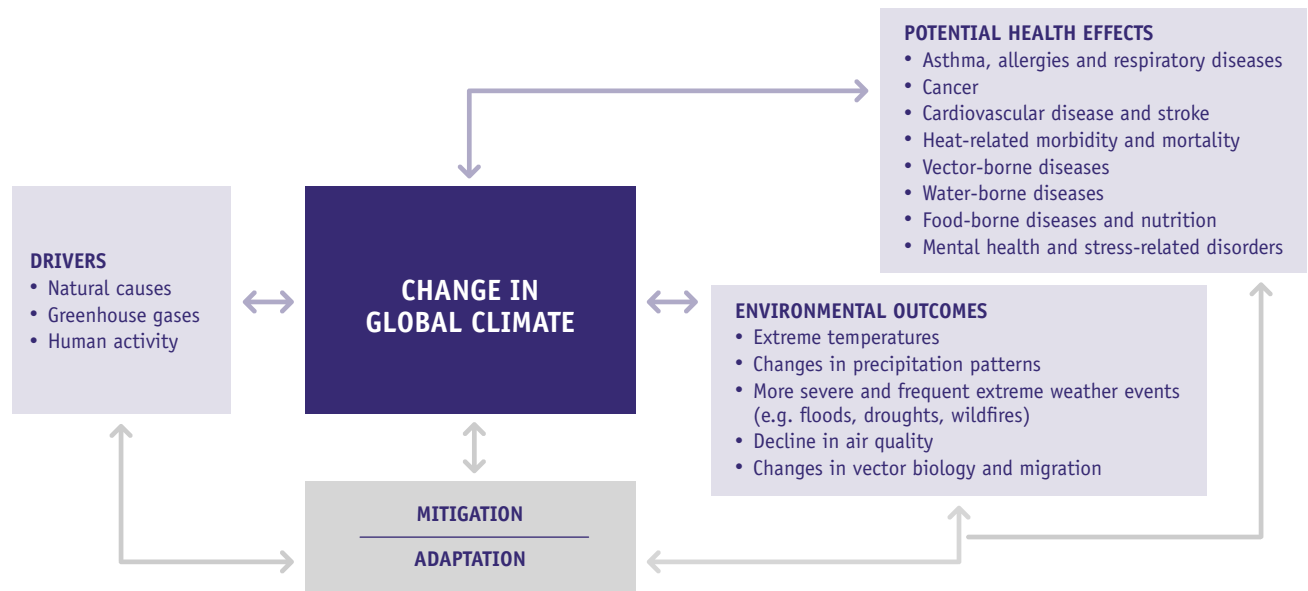 POTENTIAL HEALTH EFFECTS
• Asthma, allergies and respiratory diseases
• Cancer
• Cardiovascular disease and stroke
• Heat-related morbidity and mortality
• Vector-borne diseases
• Water-borne diseases
• Food-borne diseases and nutrition
• Mental health and stress-related disorders
DRIVERS
• Natural causes
• Greenhouse gases
• Human activity
CHANGE IN
GLOBAL CLIMATE
ENVIRONMENTAL OUTCOMES
• Extreme temperatures
• Changes in precipitation patterns
• More severe and frequent extreme weather events
(e.g. floods, droughts, wildfires)
• Decline in air quality
• Changes in vector biology and migration
MITIGATION
ADAPTATION